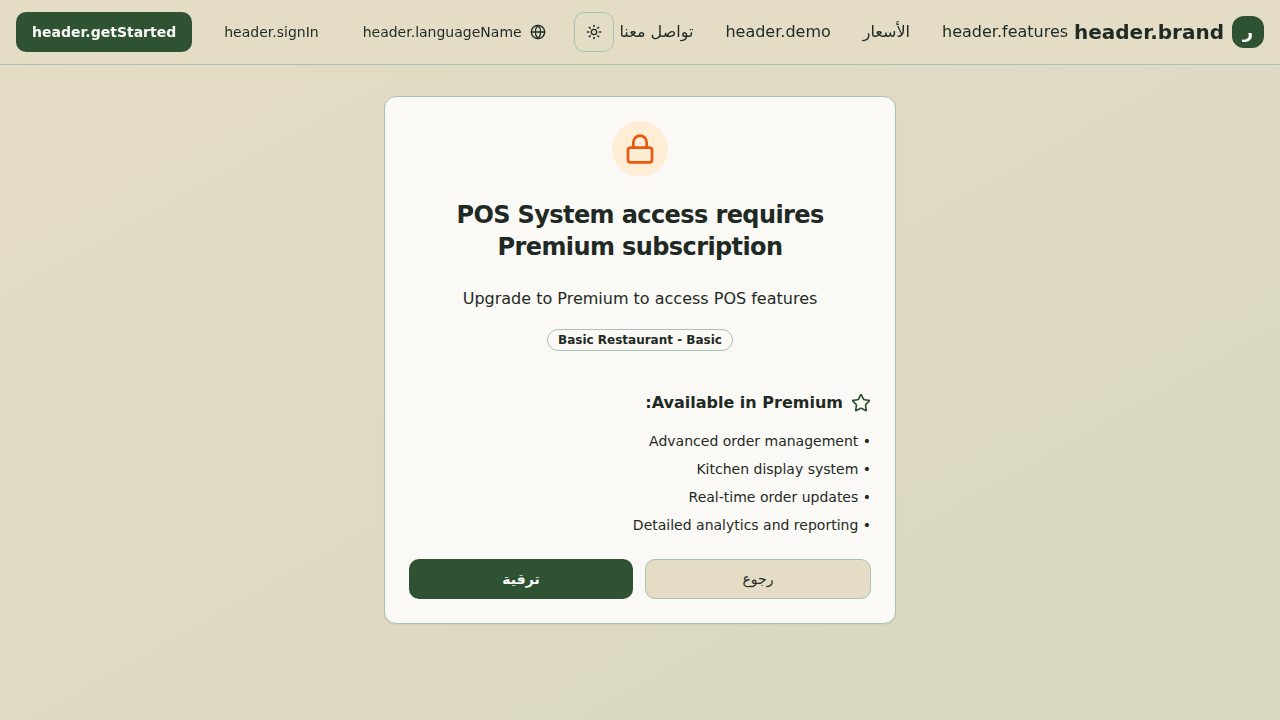 ر header.brand
header.features
الأسعار
header.demo
تواصل معنا
header.languageName
header.signIn
header.getStarted
POS System access requires
Premium subscription
Upgrade to Premium to access POS features
Basic Restaurant - Basic
Available in Premium:
• Advanced order management
• Kitchen display system
• Real-time order updates
• Detailed analytics and reporting
رجوع
ترقية